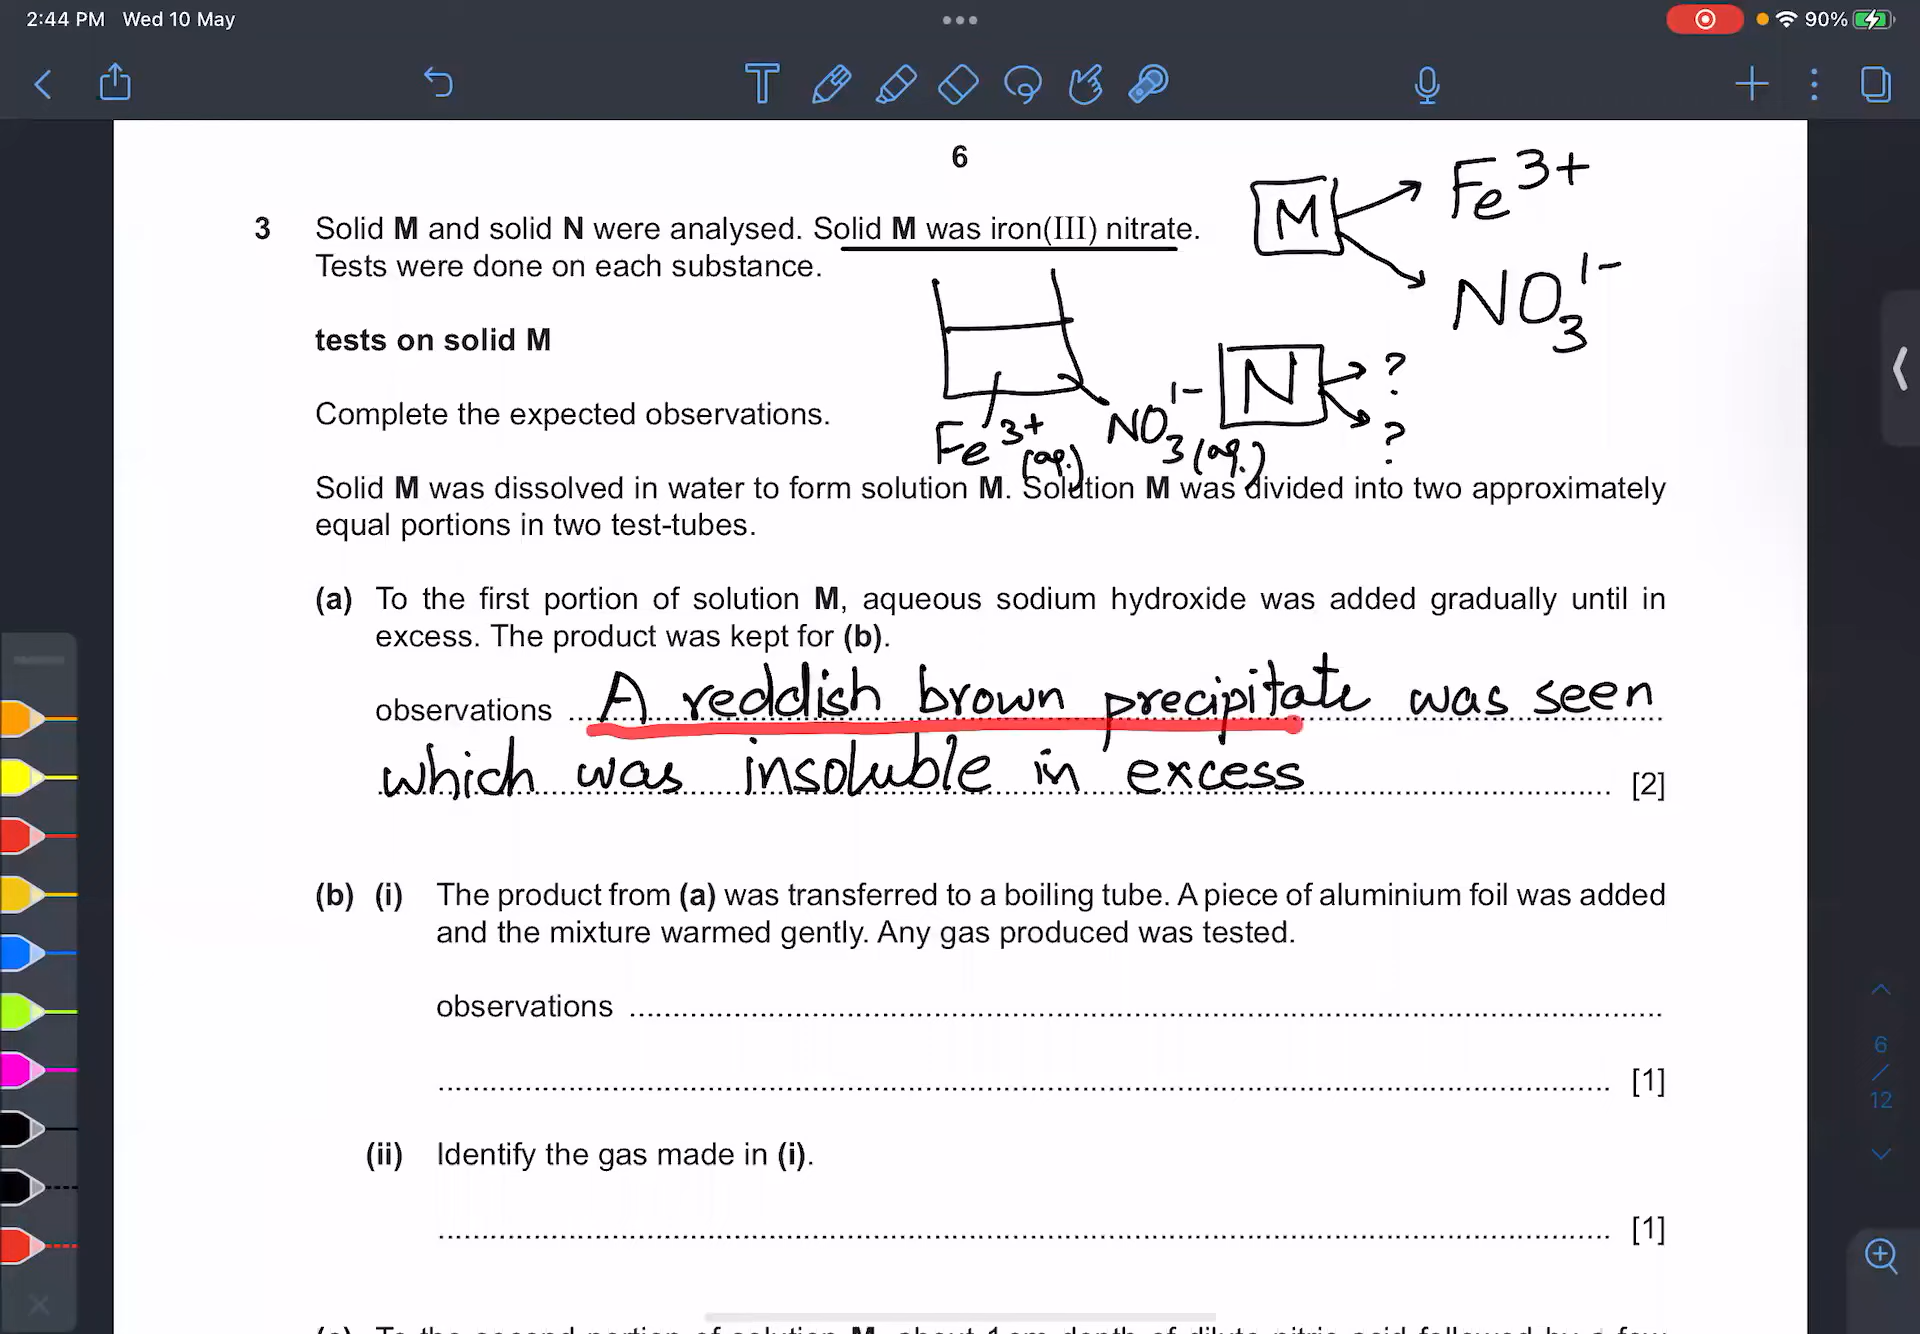 2:44 PM Wed 10 May
90%
6
3 Solid M and solid N were analysed. Solid M was iron(III) nitrate.
Tests were done on each substance.
M Fe3+
NO3 1-
tests on solid M
N ?
?
Complete the expected observations.
Fe3+ (aq.) NO3 1- (aq.)
Solid M was dissolved in water to form solution M. Solution M was divided into two approximately
equal portions in two test-tubes.
(a) To the first portion of solution M, aqueous sodium hydroxide was added gradually until in
excess. The product was kept for (b).
observations A reddish brown precipitate was seen
which was insoluble in excess [2]
(b) (i) The product from (a) was transferred to a boiling tube. A piece of aluminium foil was added
and the mixture warmed gently. Any gas produced was tested.
observations
[1]
(ii) Identify the gas made in (i).
[1]
6
/
12